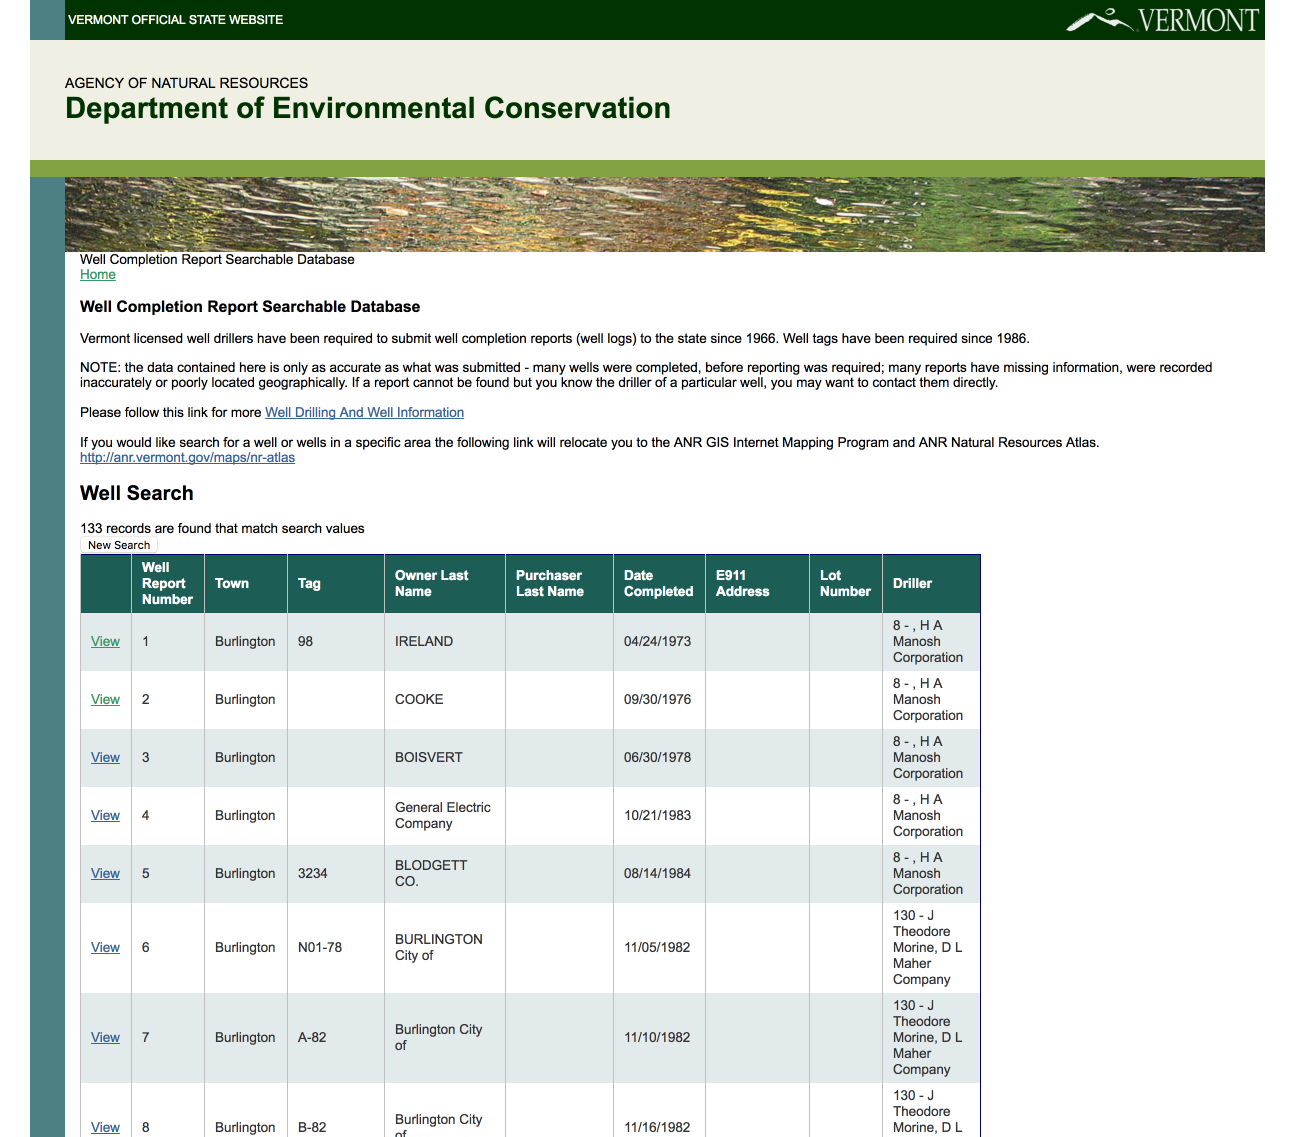 VERMONT OFFICIAL STATE WEBSITE
VERMONT
AGENCY OF NATURAL RESOURCES
Department of Environmental Conservation
Well Completion Report Searchable Database
Home
Well Completion Report Searchable Database
Vermont licensed well drillers have been required to submit well completion reports (well logs) to the state since 1966. Well tags have been required since 1986.
NOTE: the data contained here is only as accurate as what was submitted - many wells were completed, before reporting was required; many reports have missing information, were recorded
inaccurately or poorly located geographically. If a report cannot be found but you know the driller of a particular well, you may want to contact them directly.
Please follow this link for more Well Drilling And Well Information
If you would like search for a well or wells in a specific area the following link will relocate you to the ANR GIS Internet Mapping Program and ANR Natural Resources Atlas.
http://anr.vermont.gov/maps/nr-atlas
Well Search
133 records are found that match search values
New Search
Well Report Number Town Tag Owner Last Name Purchaser Last Name Date Completed E911 Address Lot Number Driller
View 1 Burlington 98 IRELAND 04/24/1973 8 - , H A Manosh Corporation
View 2 Burlington COOKE 09/30/1976 8 - , H A Manosh Corporation
View 3 Burlington BOISVERT 06/30/1978 8 - , H A Manosh Corporation
View 4 Burlington General Electric Company 10/21/1983 8 - , H A Manosh Corporation
View 5 Burlington 3234 BLODGETT CO. 08/14/1984 8 - , H A Manosh Corporation
View 6 Burlington N01-78 BURLINGTON City of 11/05/1982 130 - J Theodore Morine, D L Maher Company
View 7 Burlington A-82 Burlington City of 11/10/1982 130 - J Theodore Morine, D L Maher Company
View 8 Burlington B-82 Burlington City of 11/16/1982 130 - J Theodore Morine, D L